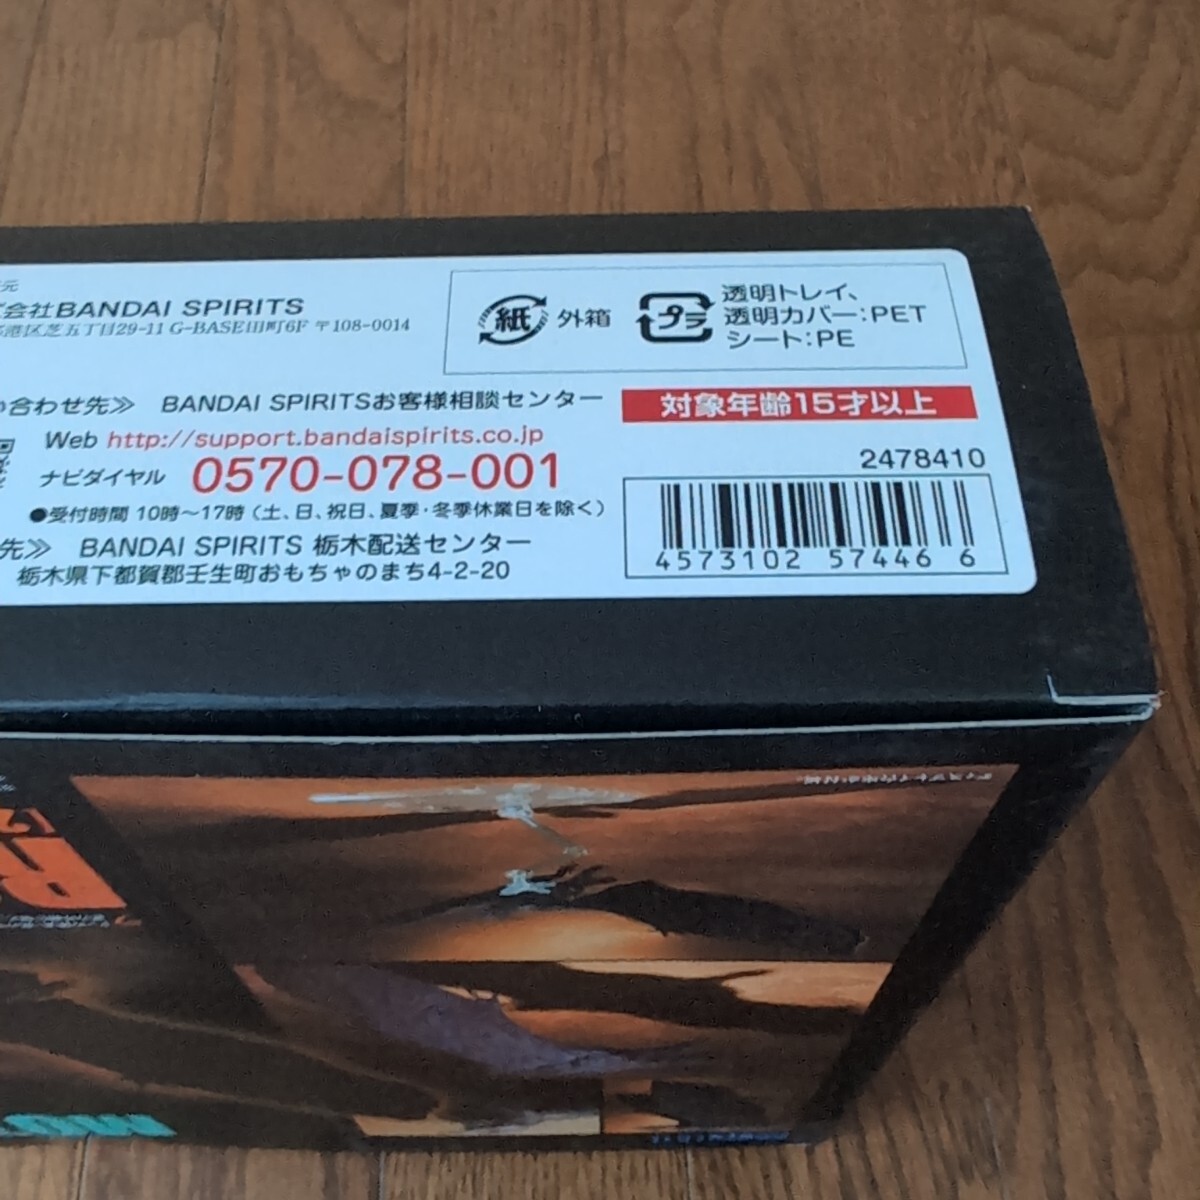 元
会社BANDAI SPIRITS
港区芝五丁目29-11 G-BASE田町6F 〒108-0014
紙 外箱
プラ
透明トレイ、
透明カバー:PET
シート:PE
合わせ先≫ BANDAI SPIRITSお客様相談センター
Web http://support.bandaispirits.co.jp
ナビダイヤル 0570-078-001
●受付時間 10時～17時（土、日、祝日、夏季・冬季休業日を除く）
先≫ BANDAI SPIRITS 栃木配送センター
栃木県下都賀郡壬生町おもちゃのまち4-2-20
対象年齢15才以上
2478410
4573102 57446 6